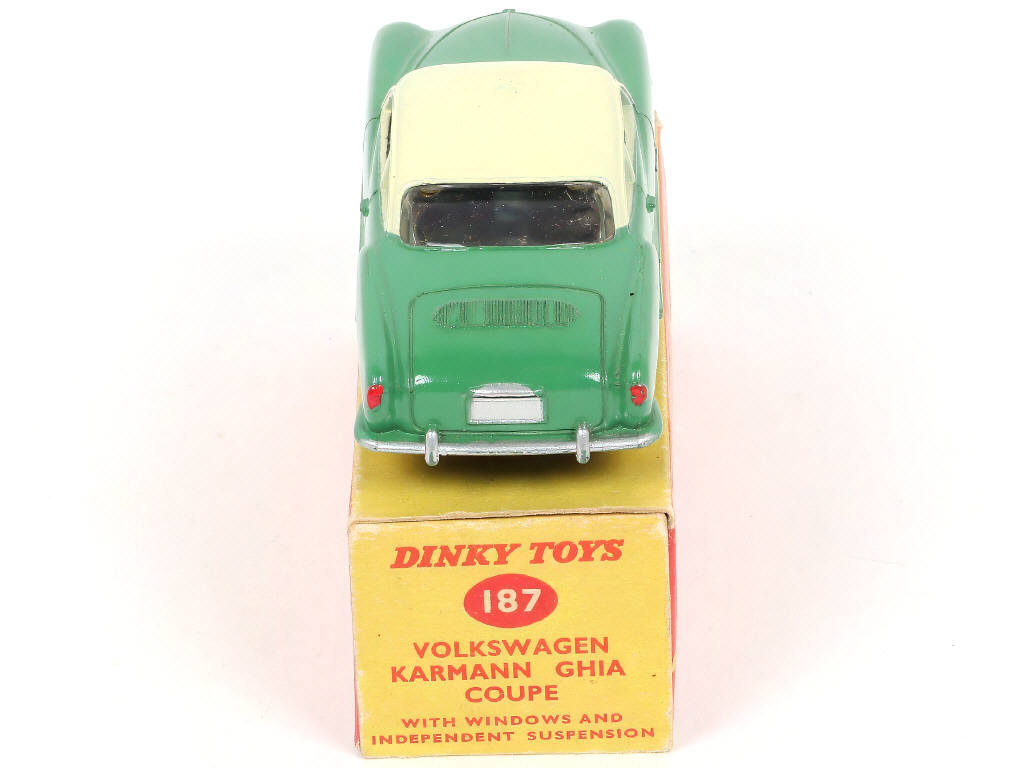 DINKY TOYS
187
VOLKSWAGEN
KARMANN GHIA
COUPE
WITH WINDOWS AND
INDEPENDENT SUSPENSION